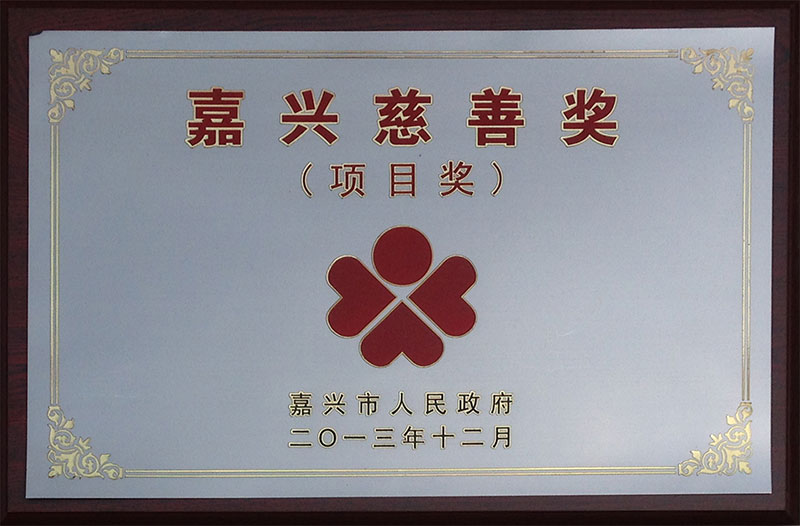 嘉兴慈善奖
（项目奖）
嘉兴市人民政府
二〇一三年十二月